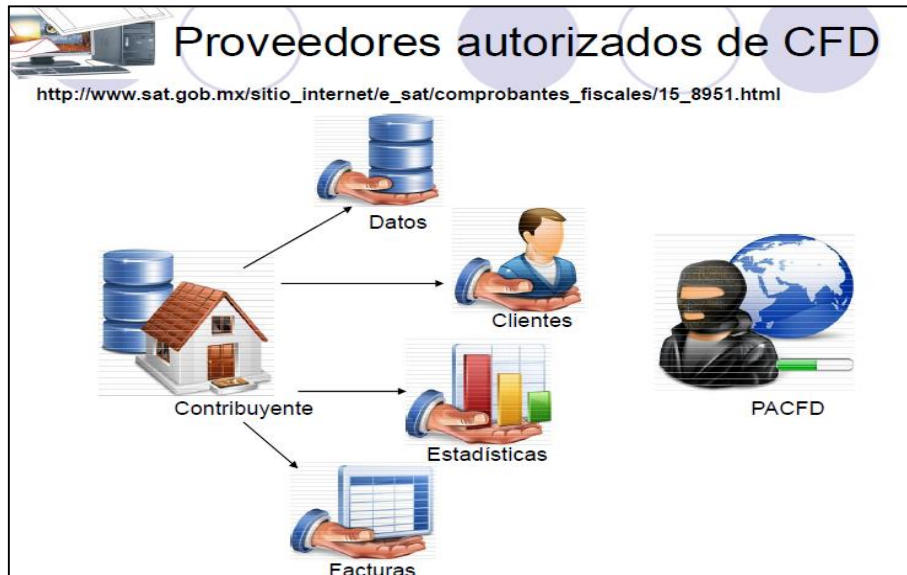 Proveedores autorizados de CFD
http://www.sat.gob.mx/sitio_internet/e_sat/comprobantes_fiscales/15_8951.html
Datos
Clientes
Contribuyente
PACFD
Estadísticas
Facturas